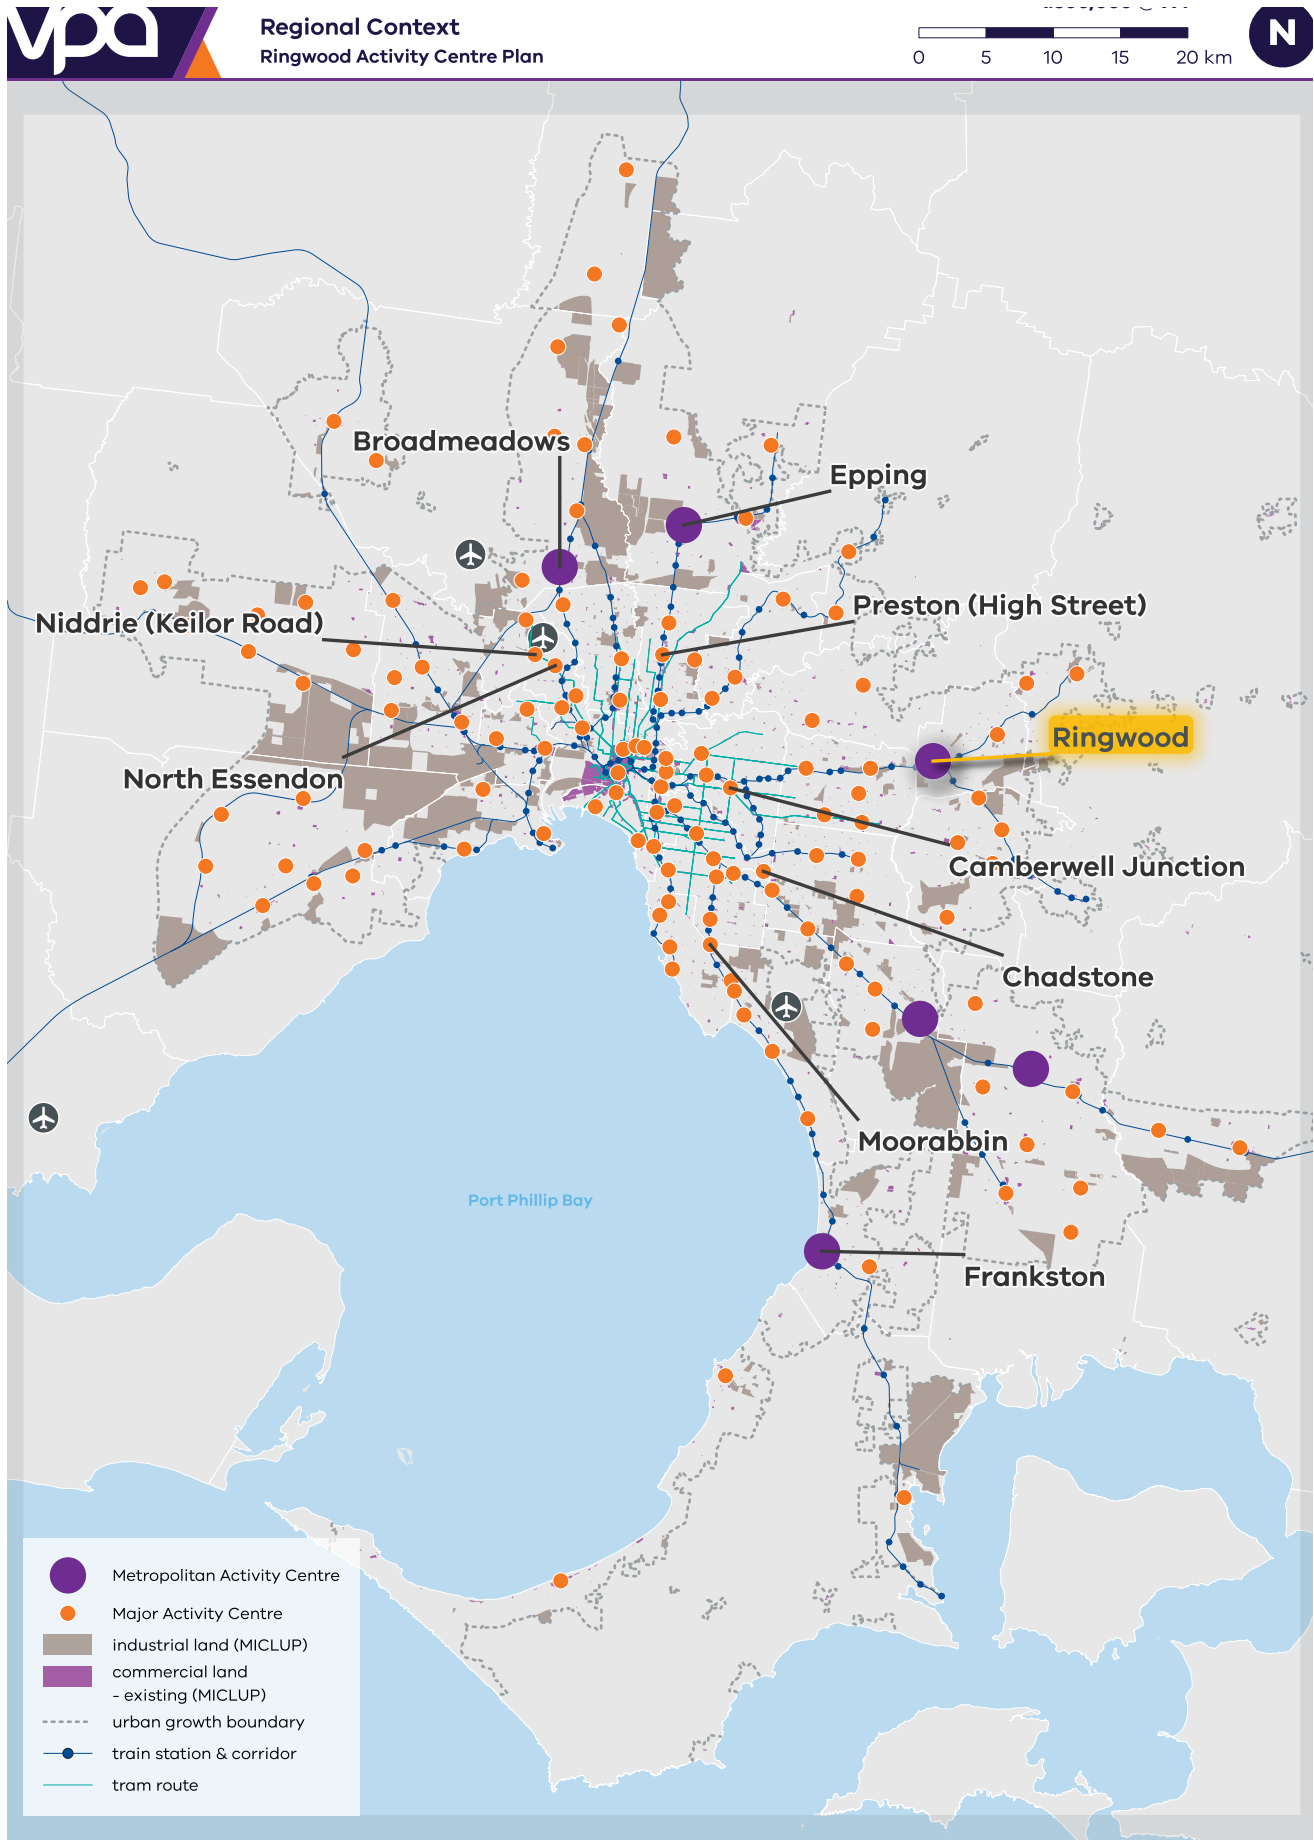 vpa
Regional Context
Ringwood Activity Centre Plan
0 5 10 15 20 km
N
Broadmeadows
Epping
Preston (High Street)
Niddrie (Keilor Road)
Ringwood
North Essendon
Camberwell Junction
Chadstone
Moorabbin
Port Phillip Bay
Frankston
Metropolitan Activity Centre
Major Activity Centre
industrial land (MICLUP)
commercial land
- existing (MICLUP)
urban growth boundary
train station & corridor
tram route